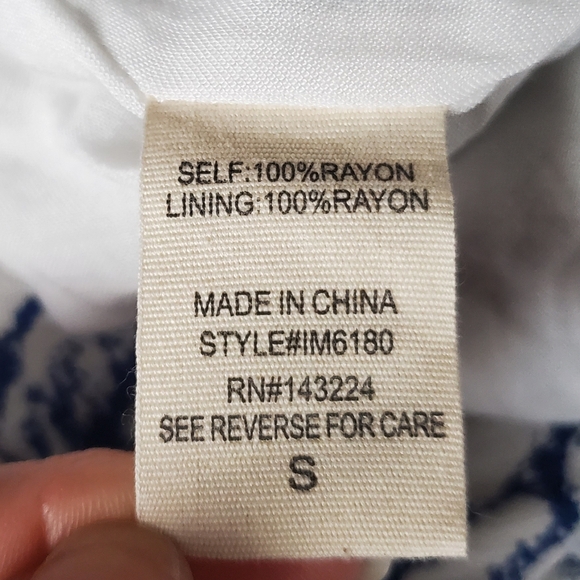 SELF:100%RAYON
LINING:100%RAYON
MADE IN CHINA
STYLE#IM6180
RN#143224
SEE REVERSE FOR CARE
S